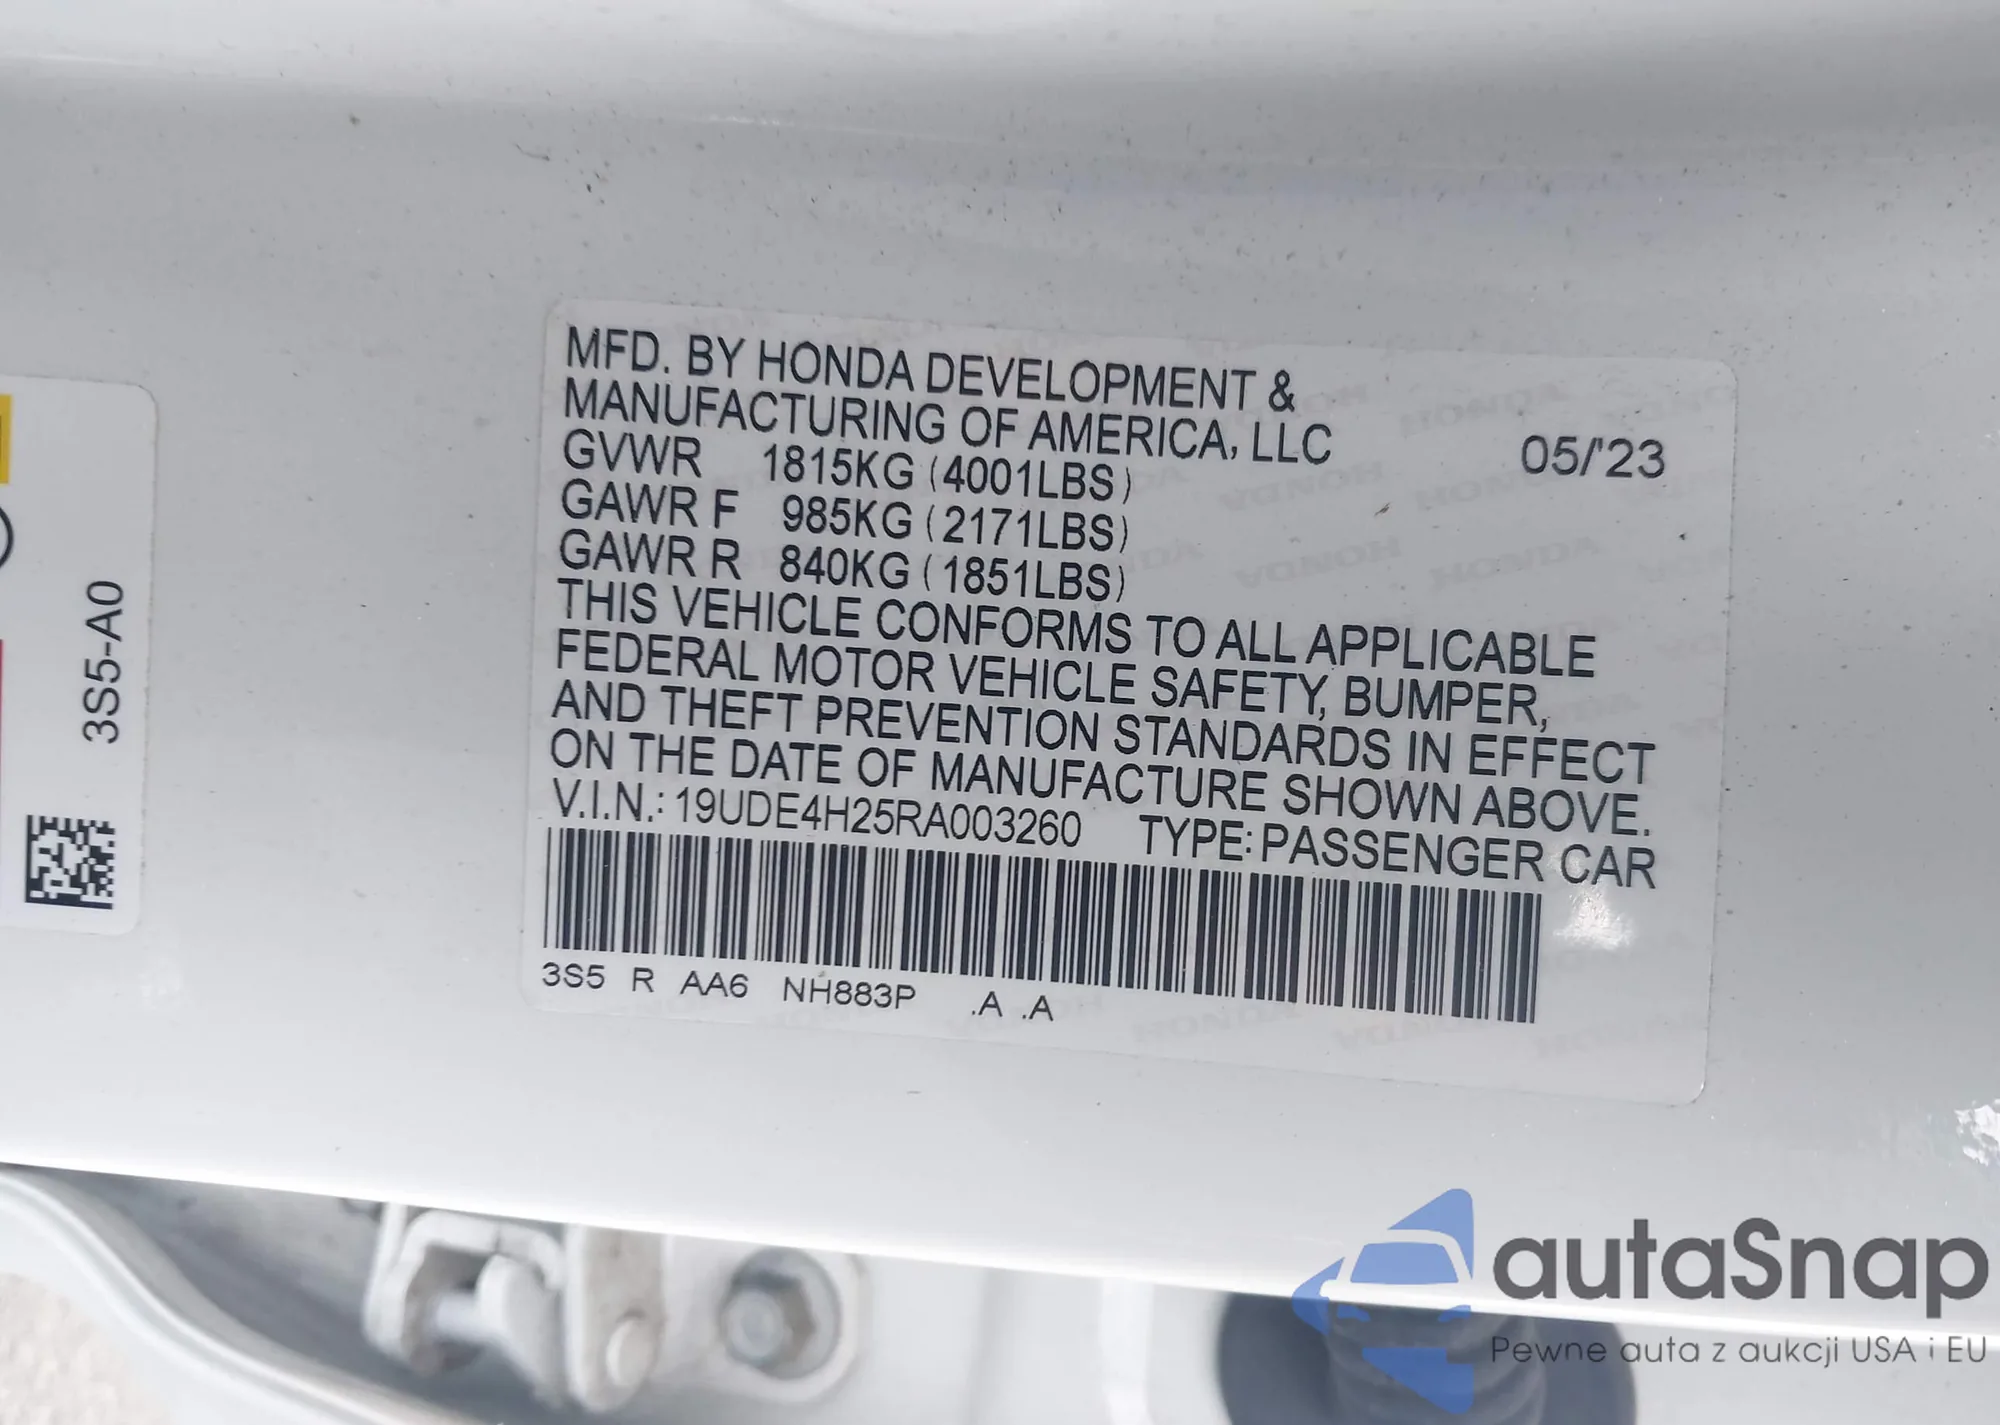 MFD. BY HONDA DEVELOPMENT &
MANUFACTURING OF AMERICA, LLC 05/'23
GVWR 1815KG (4001LBS)
GAWR F 985KG (2171LBS)
GAWR R 840KG (1851LBS)
THIS VEHICLE CONFORMS TO ALL APPLICABLE
FEDERAL MOTOR VEHICLE SAFETY, BUMPER,
AND THEFT PREVENTION STANDARDS IN EFFECT
ON THE DATE OF MANUFACTURE SHOWN ABOVE.
V.I.N.: 19UDE4H25RA003260 TYPE: PASSENGER CAR
3S5 R AA6 NH883P .A .A
3S5-A0
autaSnap
Pewne auta z aukcji USA i EU